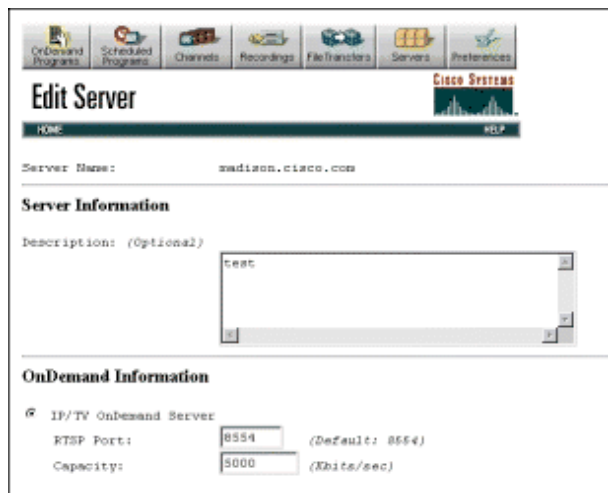 OnDemand Programs
Scheduled Programs
Channels
Recordings
File Transfers
Servers
Preferences
Edit Server
CISCO SYSTEMS
HOME
HELP
Server Name: madison.cisco.com
Server Information
Description: (Optional)
test
OnDemand Information
IP/TV OnDemand Server
RTSP Port: 8554 (Default: 8554)
Capacity: 5000 (Kbits/sec)